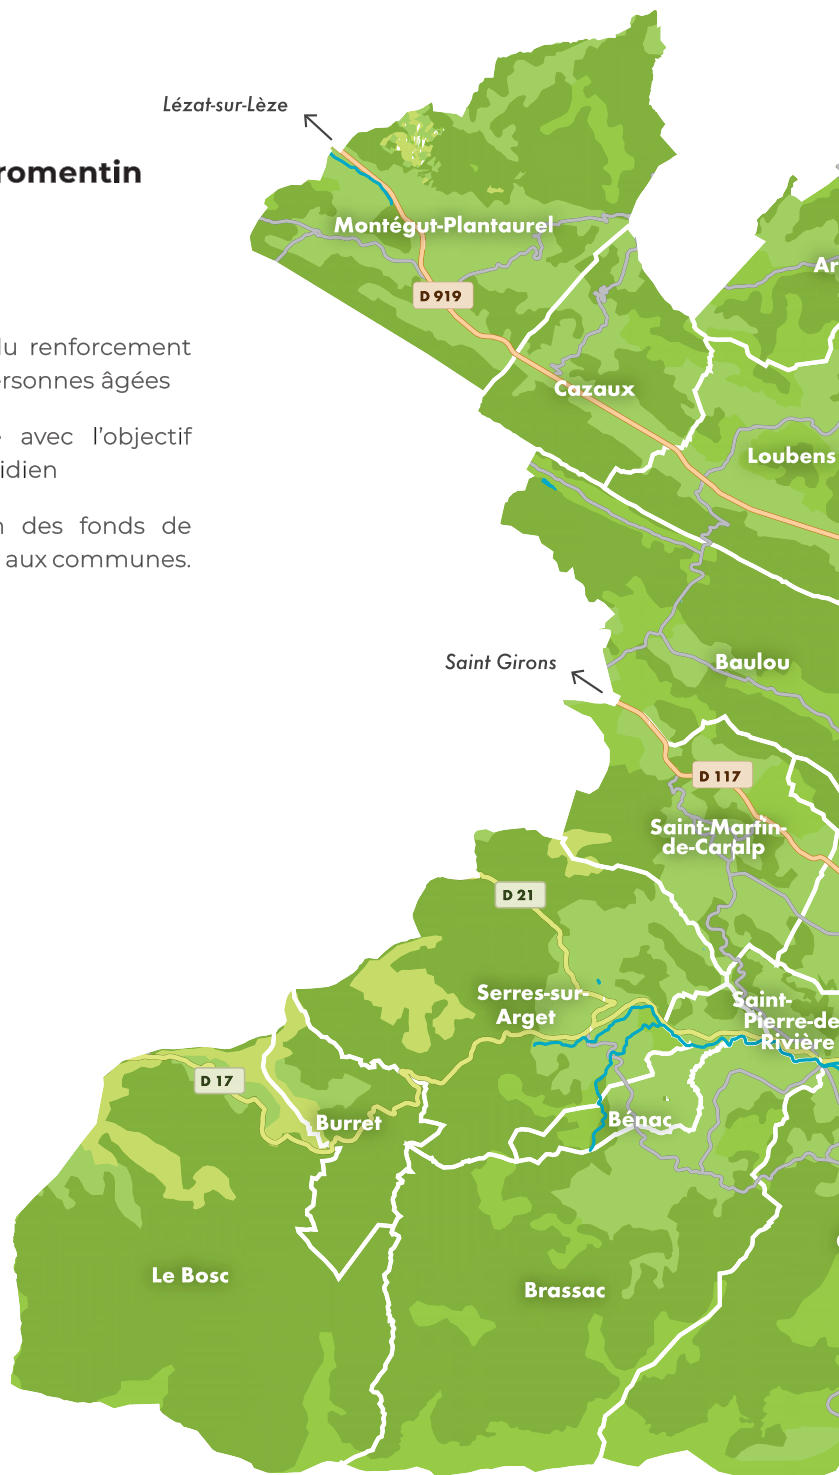 Lézat-sur-Lèze
romentin
Montégut-Plantaurel
Ar
D 919
du renforcement
ersonnes âgées
Cazaux
avec l'objectif
Loubens
idien
n des fonds de
aux communes.
Saint Girons
Baulou
D 117
Saint-Martin-
de-Caralp
D 21
Serres-sur-
Arget
Saint-
Pierre-de
Rivière
D 17
Burret
Bénac
Le Bosc
Brassac